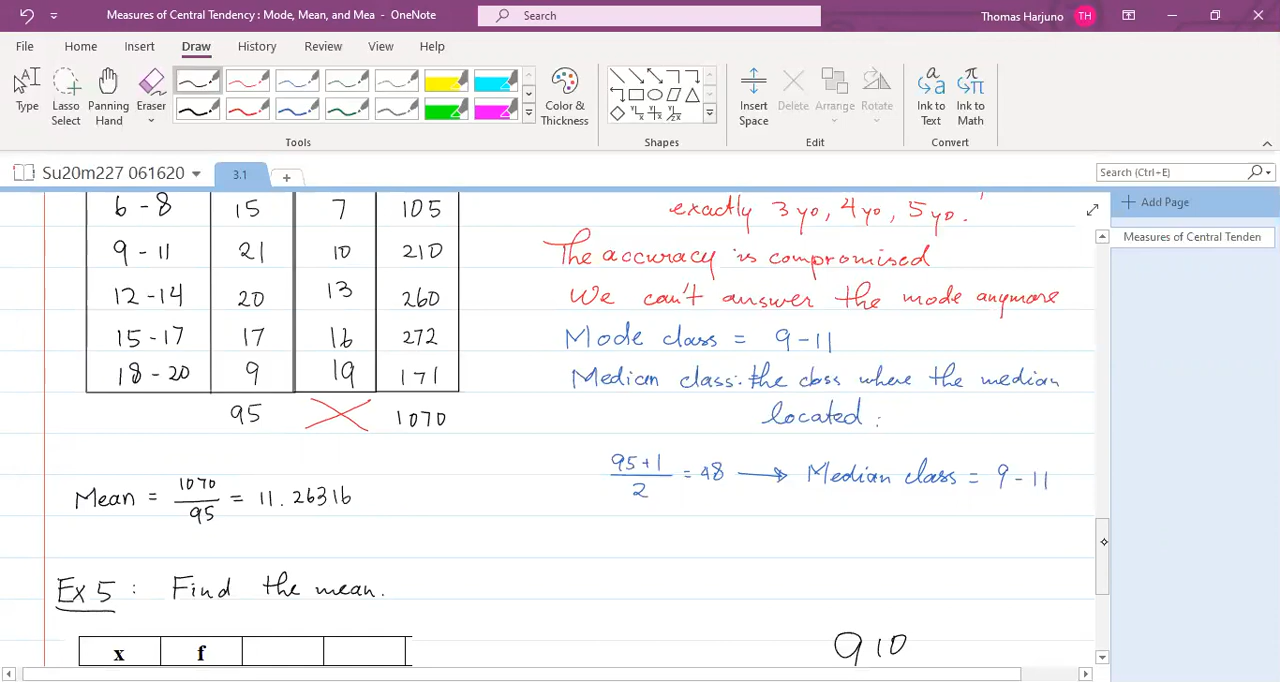 Measures of Central Tendency : Mode, Mean, and Mea - OneNote
Search
Thomas Harjuno TH
File Home Insert Draw History Review View Help
Type
Lasso Select
Panning Hand
Eraser
Color & Thickness
Insert Space
Delete
Arrange
Rotate
Ink to Text
Ink to Math
Tools
Shapes
Edit
Convert
Su20m227 061620
3.1
Search (Ctrl+E)
Add Page
Measures of Central Tenden
6 - 8 15 7 105
9 - 11 21 10 210
12 - 14 20 13 260
15 - 17 17 16 272
18 - 20 9 19 171
95 1070
Mean = 1070/95 = 11.26316
exactly 3 yo, 4 yo, 5 yo.
The accuracy is compromised
We can't answer the mode anymore
Mode class = 9 - 11
Median class: the class where the median
located :
95+1/2 = 48 → Median class = 9 - 11
Ex 5 : Find the mean.
x f
910